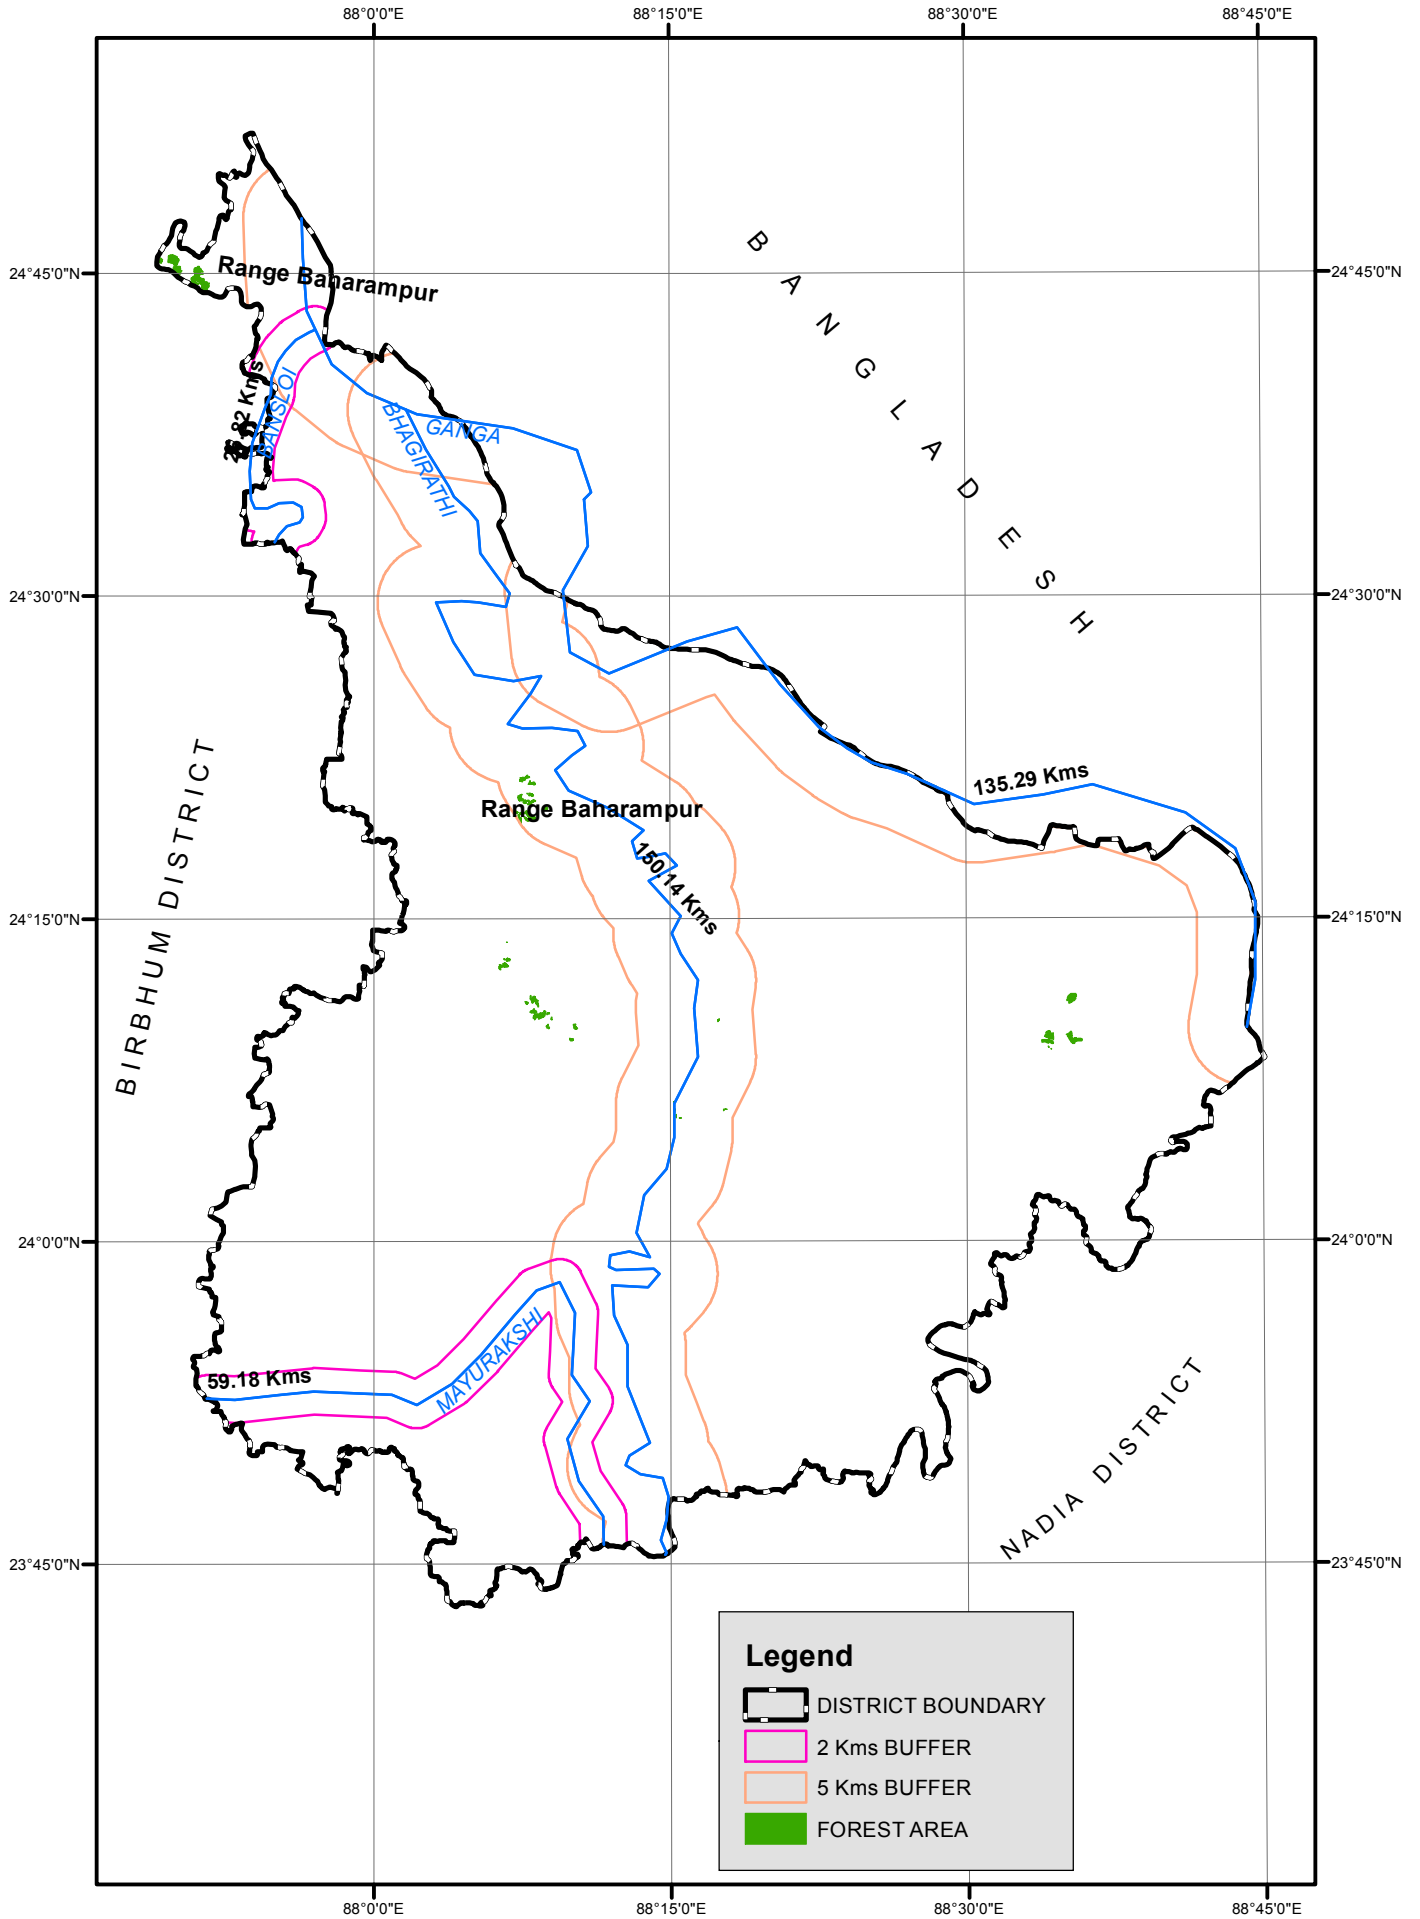 88°0'0"E
88°15'0"E
88°30'0"E
88°45'0"E
24°45'0"N
24°45'0"N
BANGLADESH
Range Baharampur
BANSLOI
BHAGIRATHI
GANGA
24°30'0"N
24°30'0"N
BIRBHUM DISTRICT
135.29 Kms
Range Baharampur
150.14 Kms
24°15'0"N
24°15'0"N
24°0'0"N
24°0'0"N
59.18 Kms
MAYURAKSHI
NADIA DISTRICT
23°45'0"N
23°45'0"N
Legend
DISTRICT BOUNDARY
2 Kms BUFFER
5 Kms BUFFER
FOREST AREA
88°0'0"E
88°15'0"E
88°30'0"E
88°45'0"E